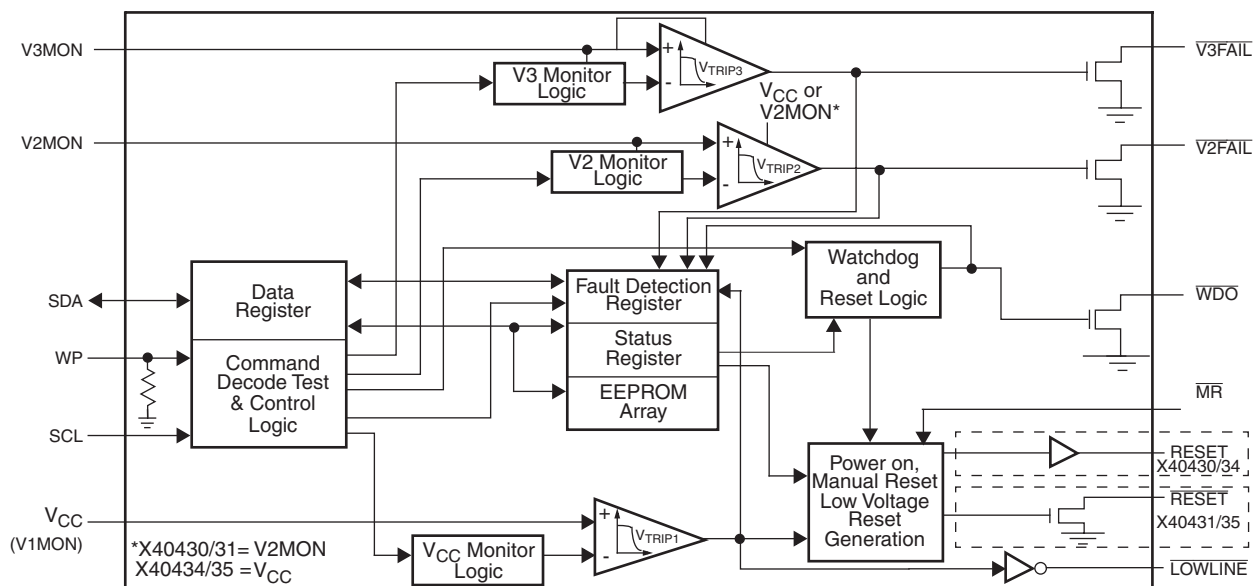 V3MON
V3 Monitor
Logic
+
-
VTRIP3
VCC or
V2MON*
V3FAIL
V2MON
V2 Monitor
Logic
+
-
VTRIP2
V2FAIL
SDA
WP
SCL
Data
Register
Command
Decode Test
& Control
Logic
Fault Detection
Register
Status
Register
EEPROM
Array
Watchdog
and
Reset Logic
WDO
MR
Power on,
Manual Reset
Low Voltage
Reset
Generation
RESET
X40430/34
RESET
X40431/35
VCC
(V1MON)
*X40430/31= V2MON
X40434/35 =VCC
VCC Monitor
Logic
+
-
VTRIP1
LOWLINE